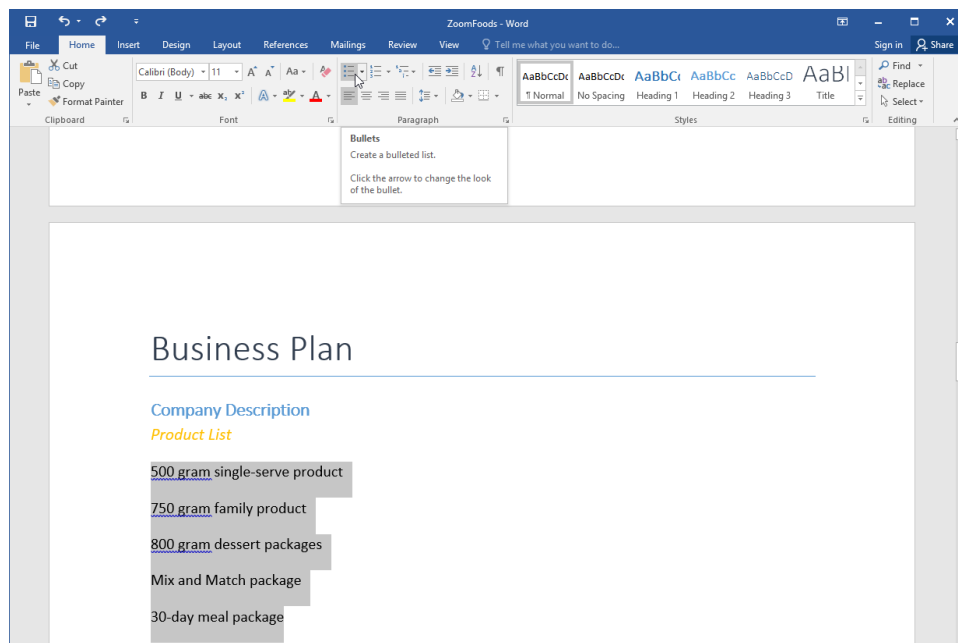 ZoomFoods - Word
File Home Insert Design Layout References Mailings Review View Tell me what you want to do... Sign in Share
Paste
Cut
Copy
Format Painter
Clipboard
Calibri (Body) 11 A A Aa
B I U abc X₂ X² A ab A
Font
Paragraph
AaBbCcDc AaBbCcDc AaBbCc AaBbCc AaBbCcD AaBl
¶ Normal No Spacing Heading 1 Heading 2 Heading 3 Title
Styles
Find
Replace
Select
Editing
Bullets
Create a bulleted list.
Click the arrow to change the look
of the bullet.
Business Plan
Company Description
Product List
500 gram single-serve product
750 gram family product
800 gram dessert packages
Mix and Match package
30-day meal package